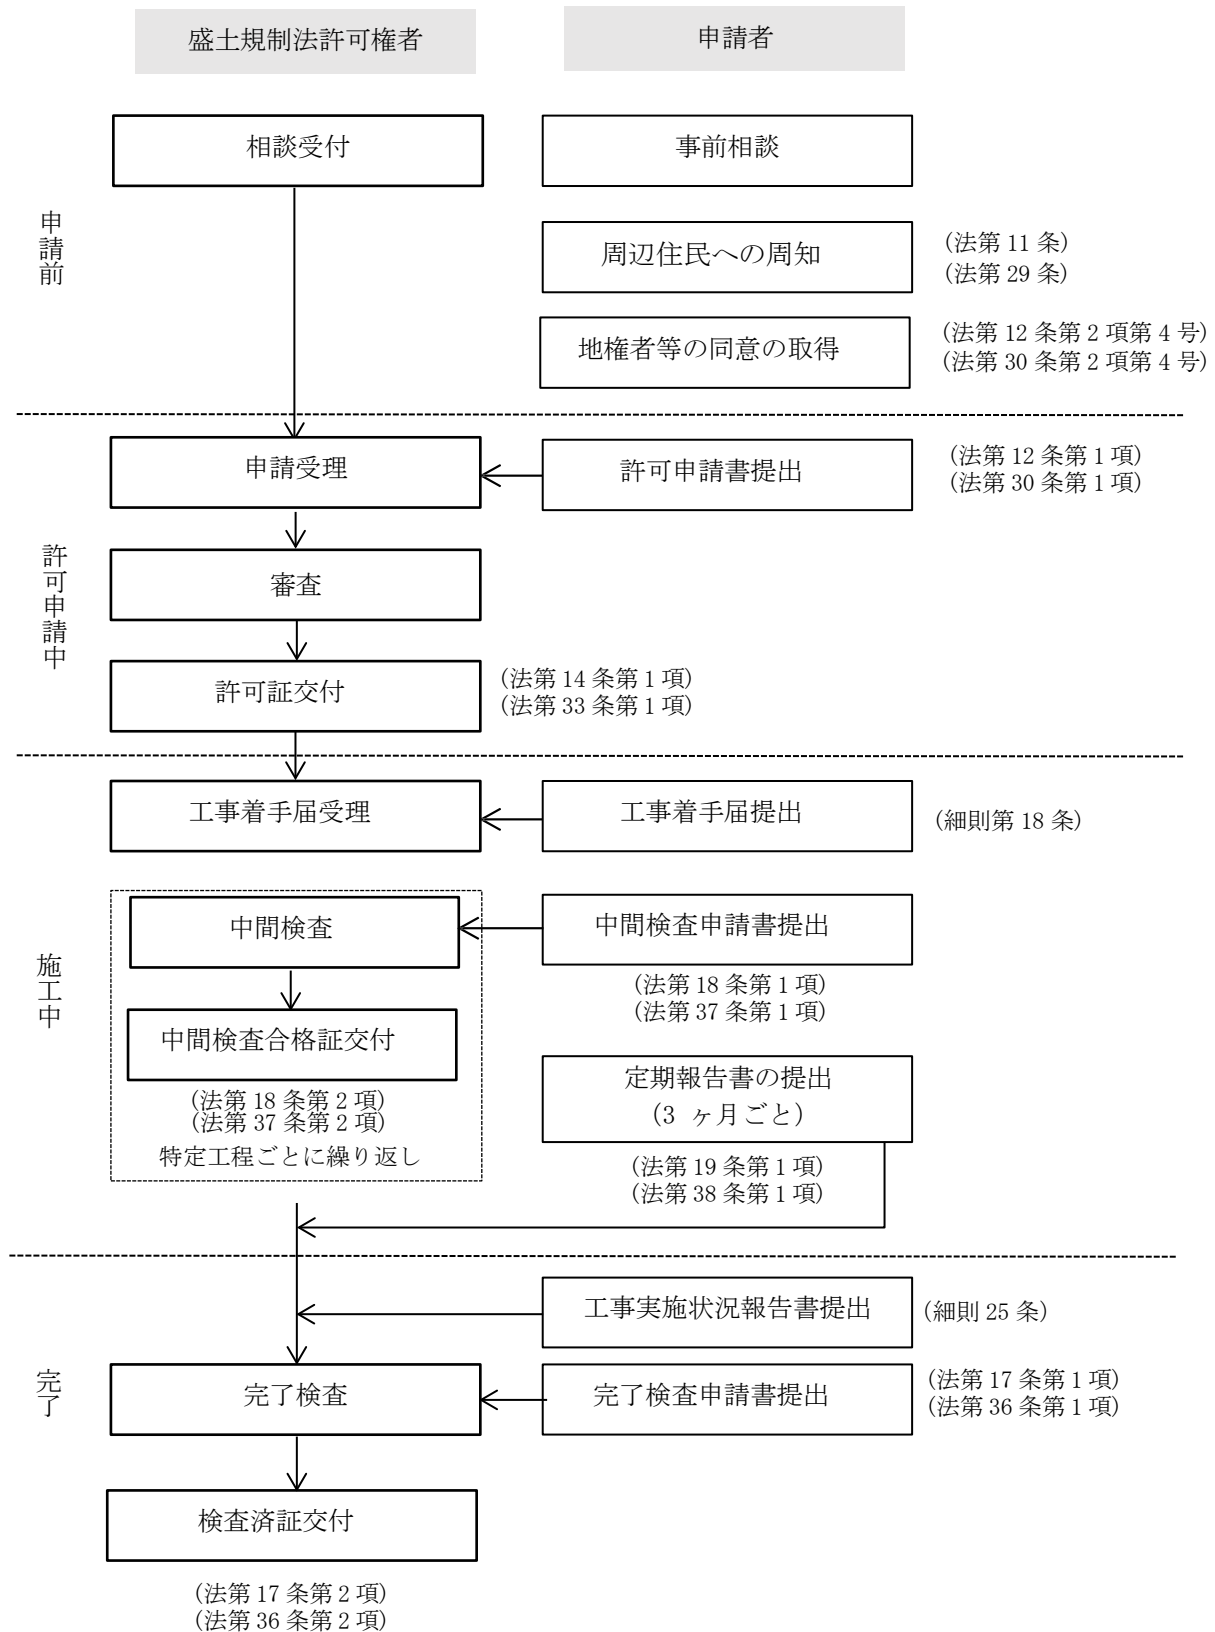 盛土規制法許可権者
申請者
申請前
相談受付
事前相談
周辺住民への周知
(法第 11 条)
(法第 29 条)
地権者等の同意の取得
(法第 12 条第 2 項第 4 号)
(法第 30 条第 2 項第 4 号)
許可申請中
申請受理
許可申請書提出
(法第 12 条第 1 項)
(法第 30 条第 1 項)
審査
許可証交付
(法第 14 条第 1 項)
(法第 33 条第 1 項)
施工中
工事着手届受理
工事着手届提出
(細則第 18 条)
中間検査
中間検査申請書提出
(法第 18 条第 1 項)
(法第 37 条第 1 項)
中間検査合格証交付
(法第 18 条第 2 項)
(法第 37 条第 2 項)
特定工程ごとに繰り返し
定期報告書の提出
(3 ヶ月ごと)
(法第 19 条第 1 項)
(法第 38 条第 1 項)
完了
工事実施状況報告書提出
(細則 25 条)
完了検査
完了検査申請書提出
(法第 17 条第 1 項)
(法第 36 条第 1 項)
検査済証交付
(法第 17 条第 2 項)
(法第 36 条第 2 項)